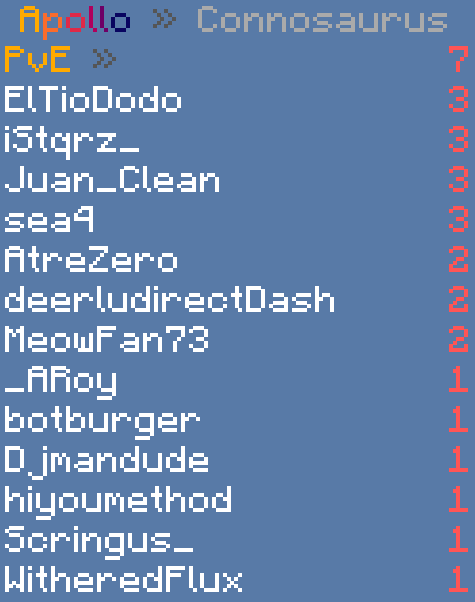 Apollo » Connosaurus
PvE » 7
ElTioDodo 3
iStqrz_ 3
Juan_Clean 3
sea9 3
AtreZero 2
deerludirectDash 2
MeowFan73 2
_ARoy 1
botburger 1
Djmandude 1
hiyoumethod 1
Scringus_ 1
WitheredFlux 1